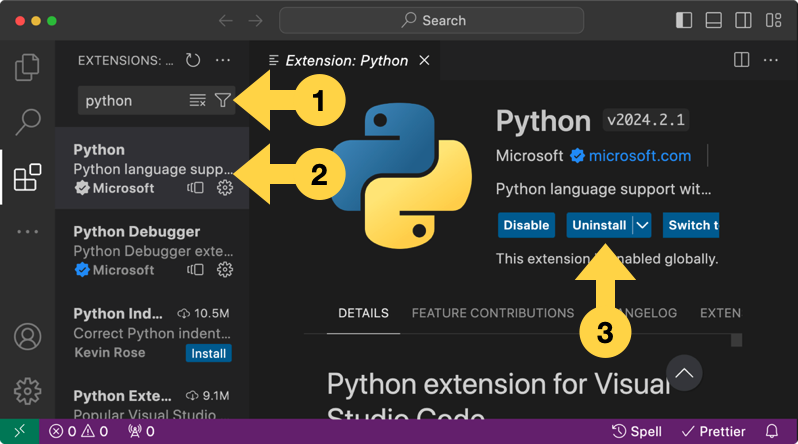 Search
EXTENSIONS: ...
Extension: Python
python
1
Python
Python language supp...
Microsoft
2
Python Debugger
Python Debugger exte...
Microsoft
Python Ind... 10.5M
Correct Python indent...
Kevin Rose Install
Python Exte... 9.1M
Popular Visual Studio
Python v2024.2.1
Microsoft microsoft.com
Python language support wit...
Disable Uninstall Switch t
This extension enabled globally.
3
DETAILS FEATURE CONTRIBUTIONS ANGELOG EXTEN
Python extension for Visual
Studio Code
0 0 0 Spell Prettier